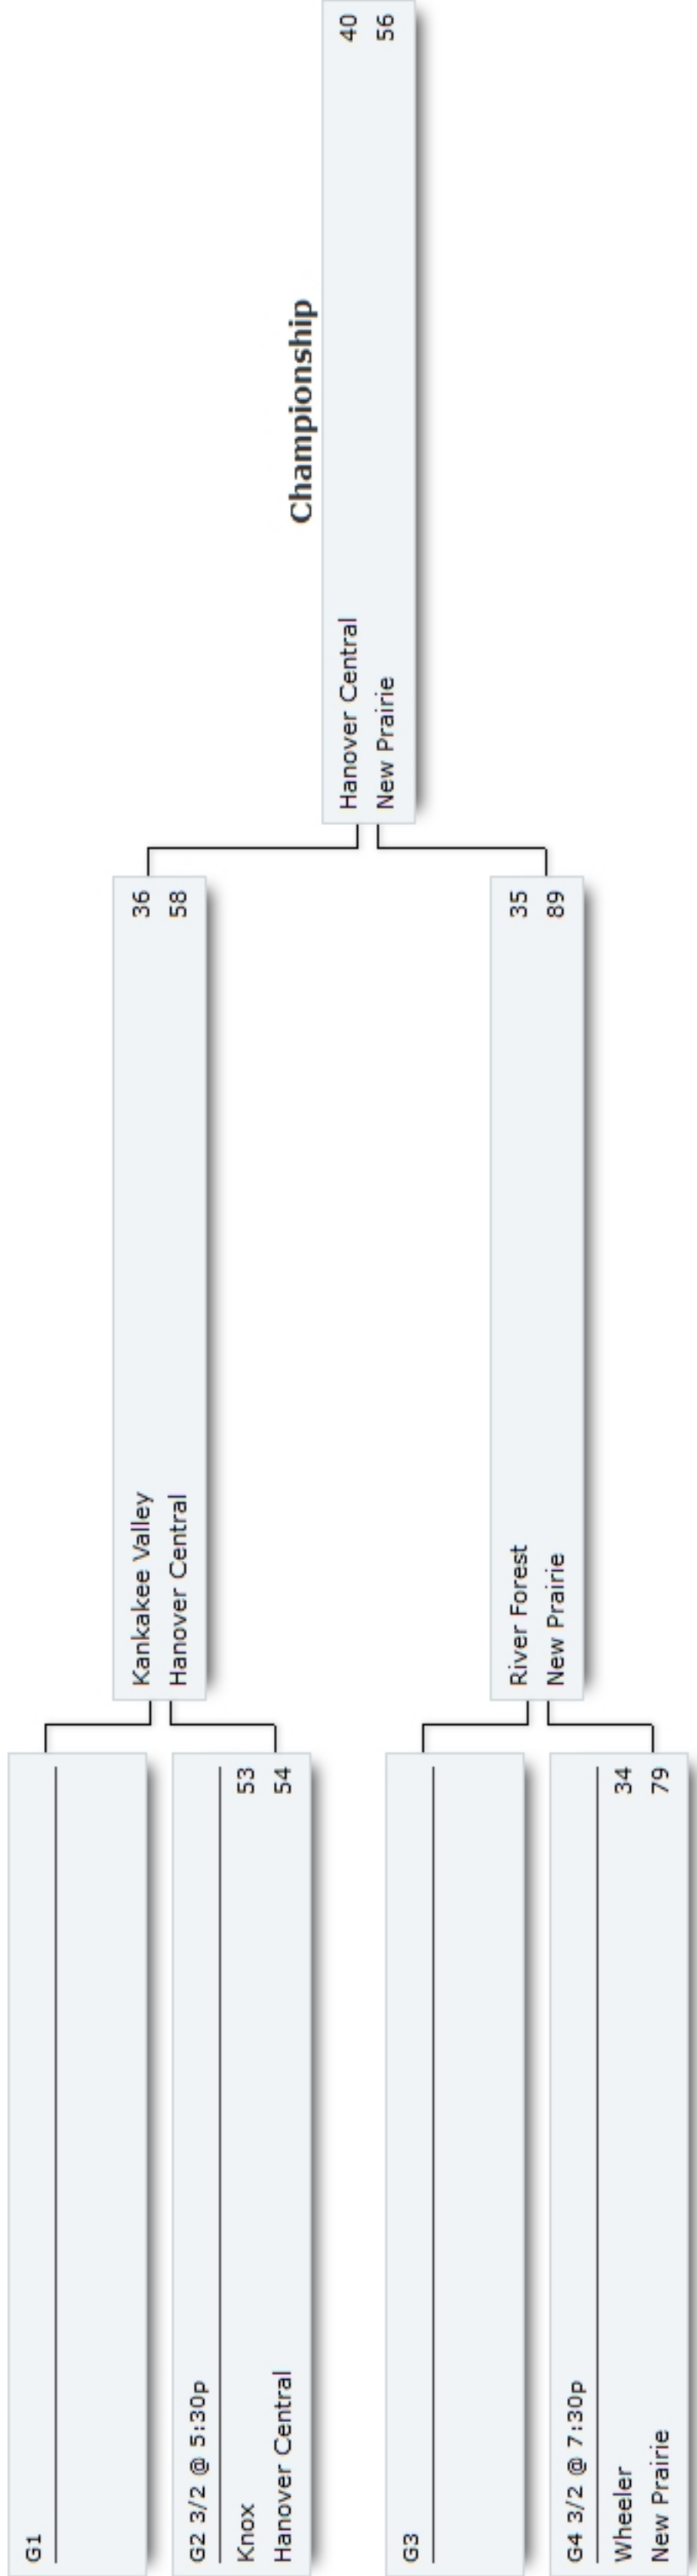 G1
G2 3/2 @ 5:30p
Knox 53
Hanover Central 54
G3
G4 3/2 @ 7:30p
Wheeler 34
New Prairie 79
Kankakee Valley 36
Hanover Central 58
River Forest 35
New Prairie 89
Championship
Hanover Central 40
New Prairie 56